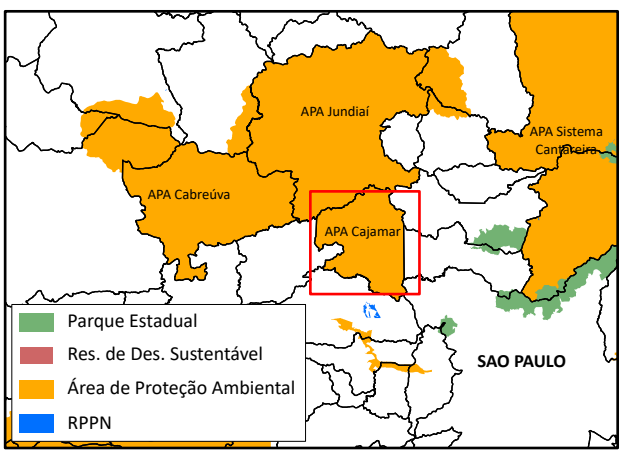 APA Jundiaí
APA Sistema
Cantareira
APA Cabreúva
APA Cajamar
Parque Estadual
Res. de Des. Sustentável
Área de Proteção Ambiental
RPPN
SAO PAULO